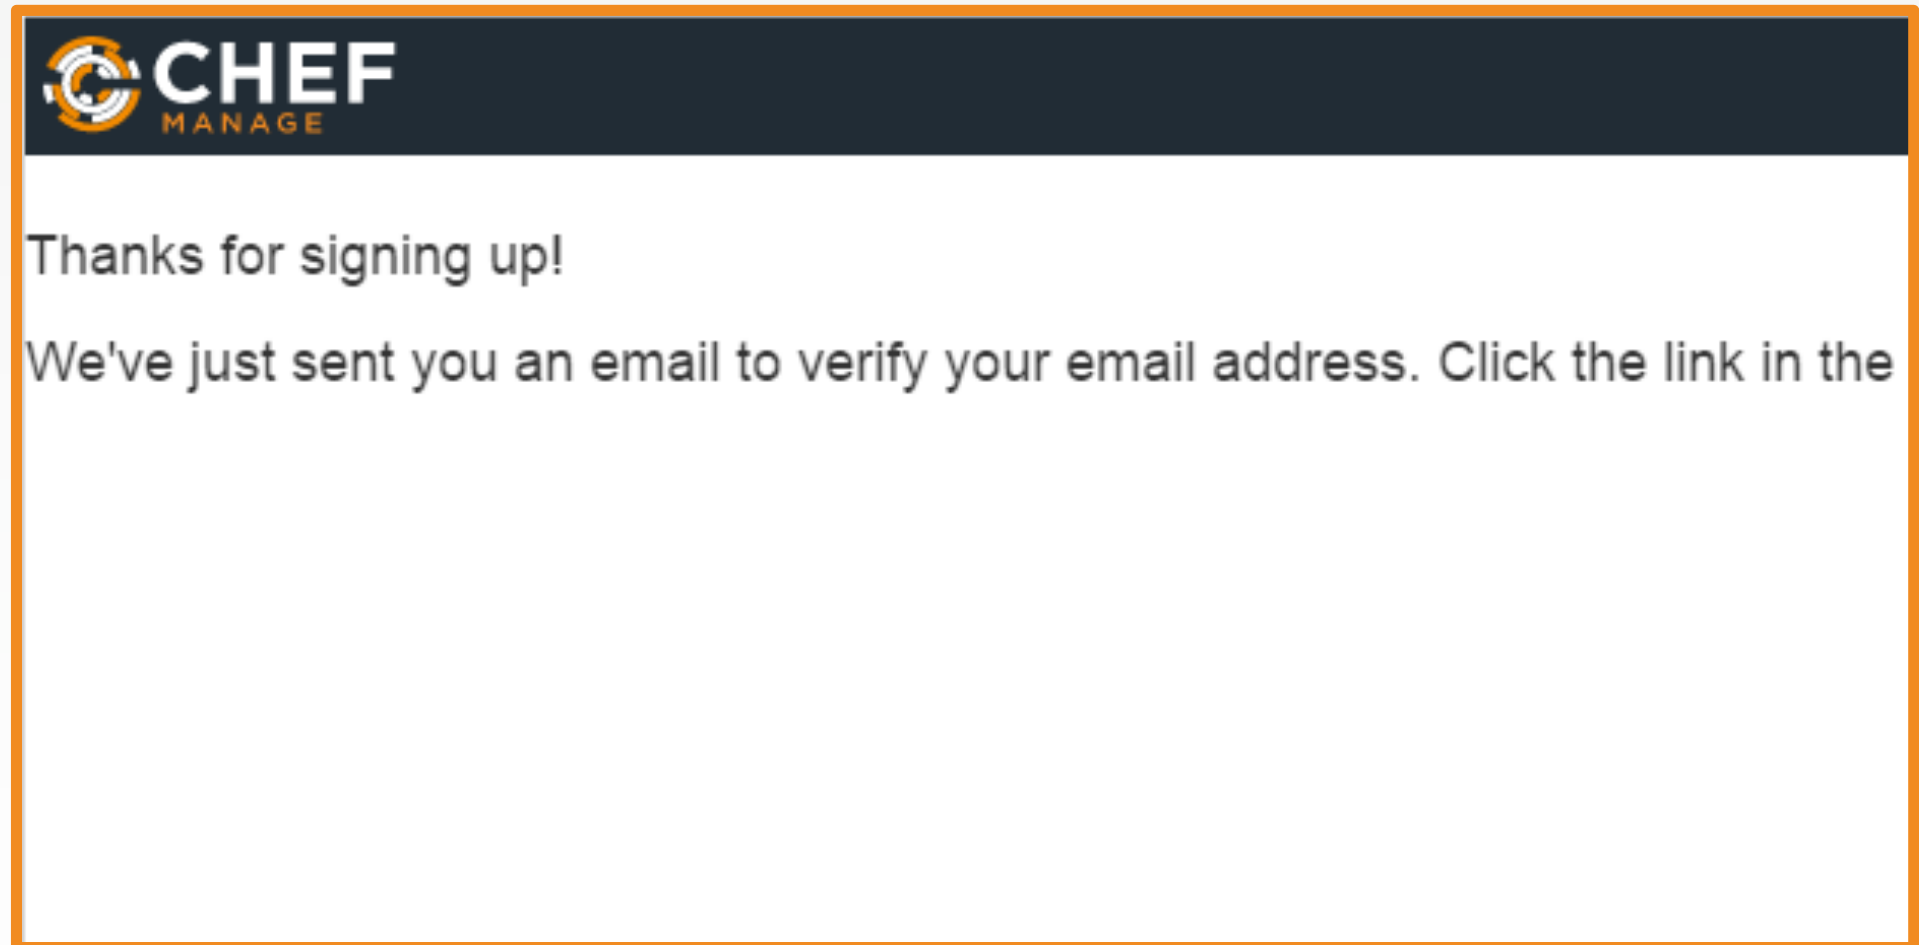 CHEF
MANAGE
Thanks for signing up!
We've just sent you an email to verify your email address. Click the link in the